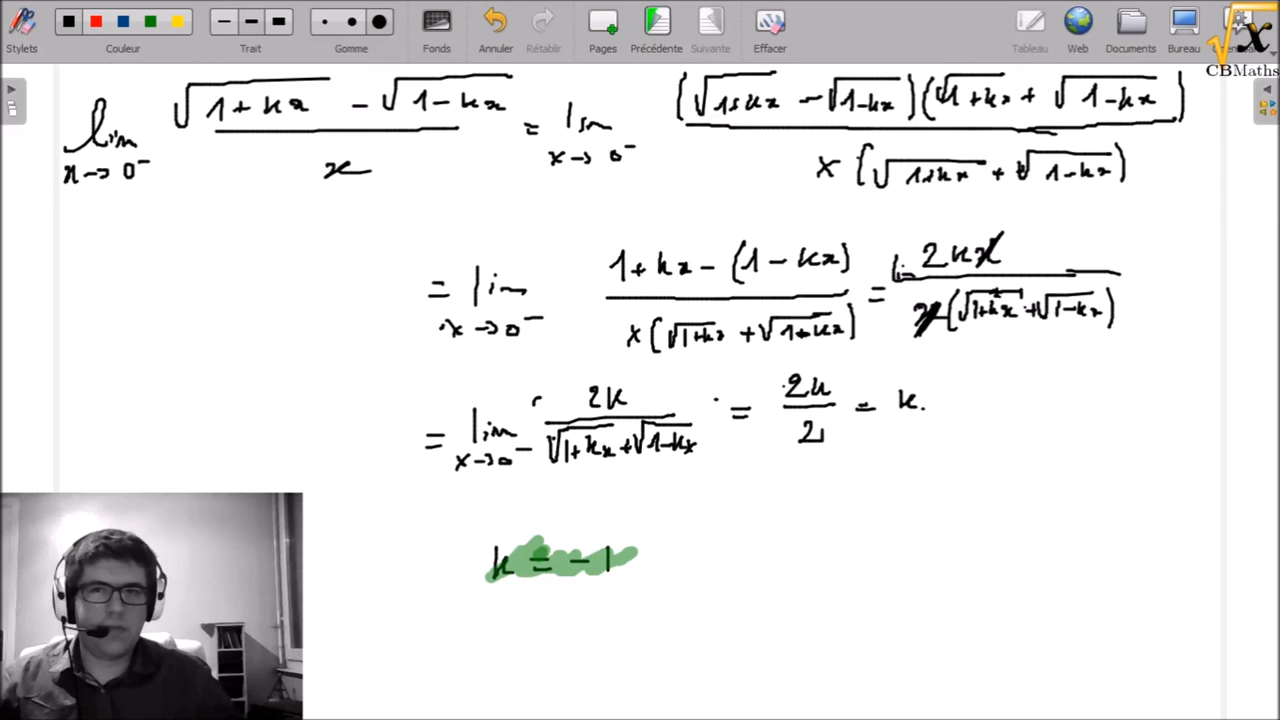 Stylets Couleur Trait Gomme Fonds Annuler Rétablir Pages Précédente Suivante Effacer Tableau Web Documents Bureau
√x
CBMaths
lim x→0⁻ (√(1+kx) - √(1-kx)) / x = lim x→0⁻ (√(1+kx) - √(1-kx))(√(1+kx) + √(1-kx)) / x(√(1+kx) + √(1-kx))
= lim x→0⁻ (1+kx - (1-kx)) / x(√(1+kx) + √(1+kx)) = lim 2kx / x(√(1+kx) + √(1-kx))
= lim x→0⁻ 2k / (√(1+kx) + √(1-kx)) = 2k/2 = k.
k = -1